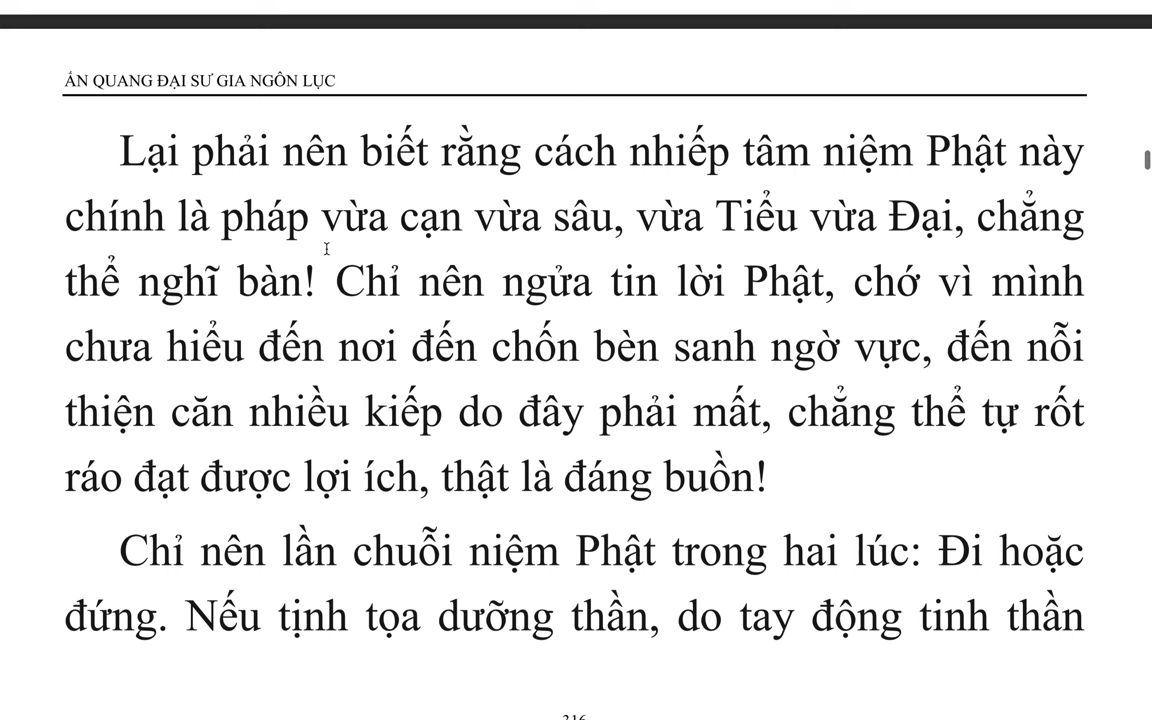 ẤN QUANG ĐẠI SƯ GIA NGÔN LỤC
Lại phải nên biết rằng cách nhiếp tâm niệm Phật này
chính là pháp vừa cạn vừa sâu, vừa Tiểu vừa Đại, chẳng
thể nghĩ bàn! Chỉ nên ngửa tin lời Phật, chớ vì mình
chưa hiểu đến nơi đến chốn bèn sanh ngờ vực, đến nỗi
thiện căn nhiều kiếp do đây phải mất, chẳng thể tự rốt
ráo đạt được lợi ích, thật là đáng buồn!
Chỉ nên lần chuỗi niệm Phật trong hai lúc: Đi hoặc
đứng. Nếu tịnh tọa dưỡng thần, do tay động tinh thần